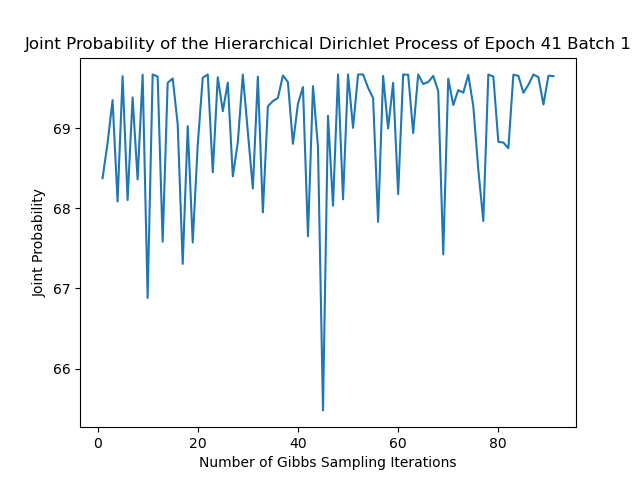 Joint Probability of the Hierarchical Dirichlet Process of Epoch 41 Batch 1
69
68
67
66
Joint Probability
0 20 40 60 80
Number of Gibbs Sampling Iterations